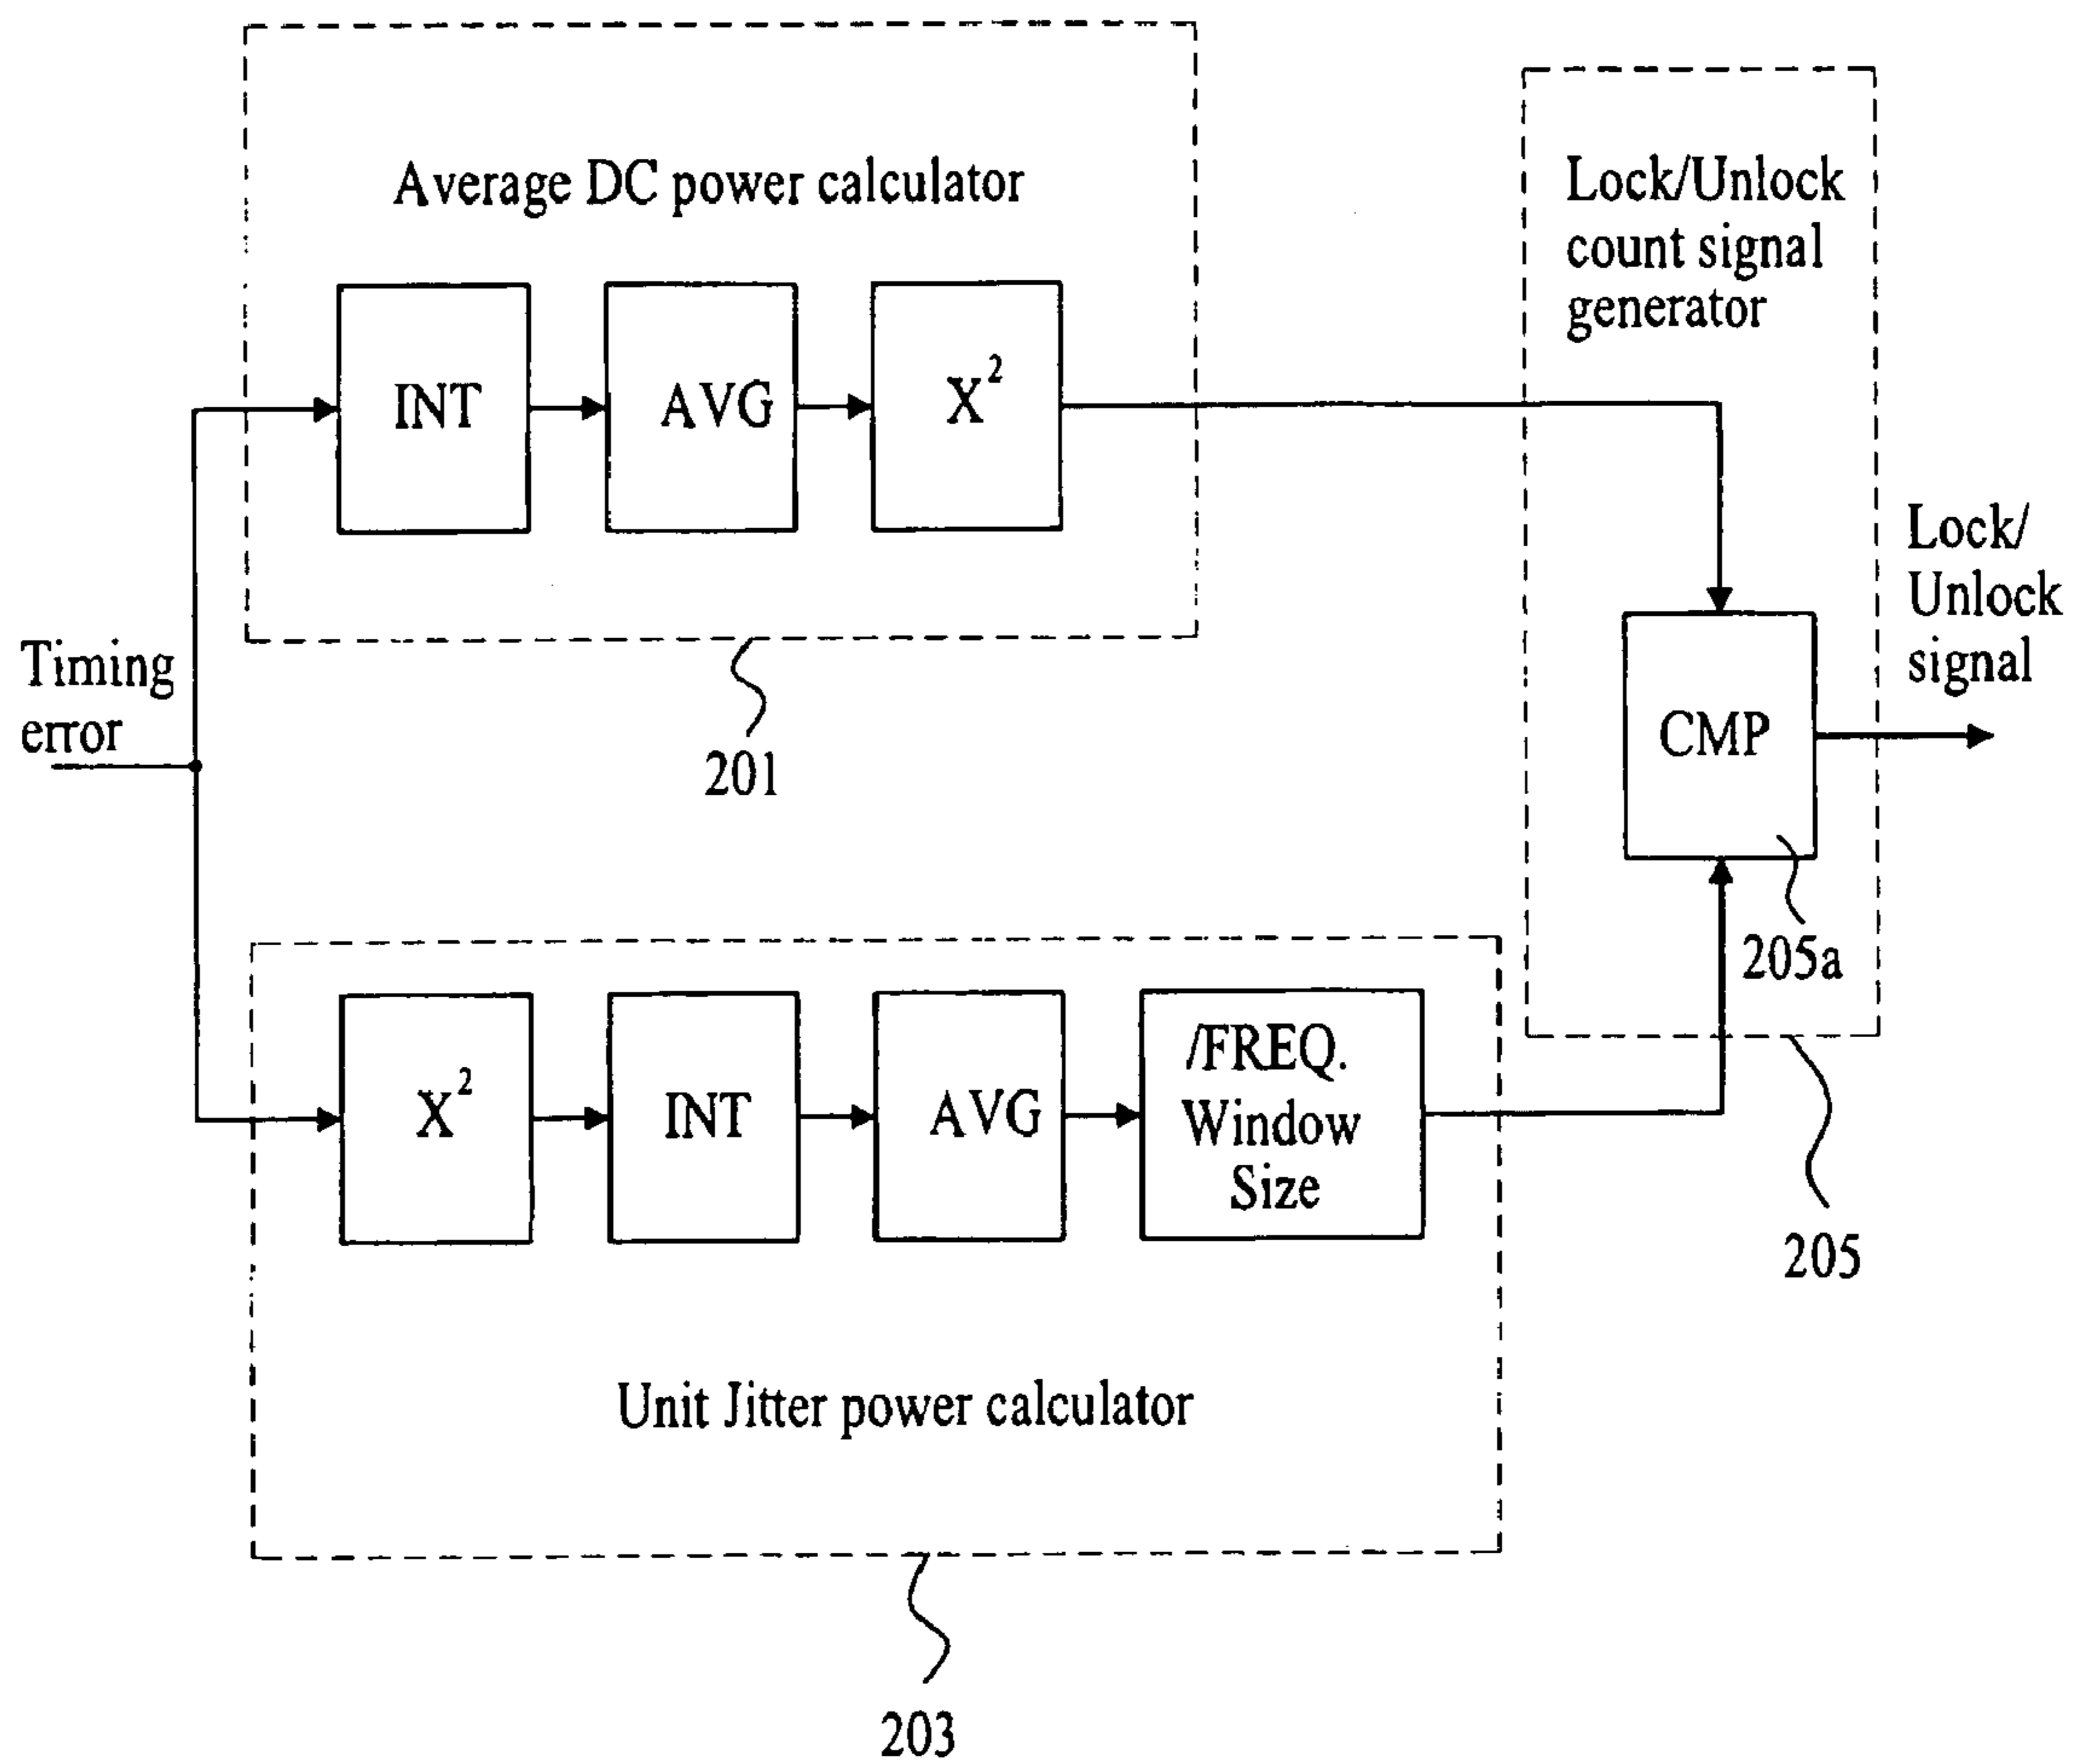 Average DC power calculator
INT
AVG
X²
201
Lock/Unlock
count signal
generator
Lock/
Unlock
signal
Timing
error
CMP
205a
205
X²
INT
AVG
/FREQ.
Window
Size
Unit Jitter power calculator
203